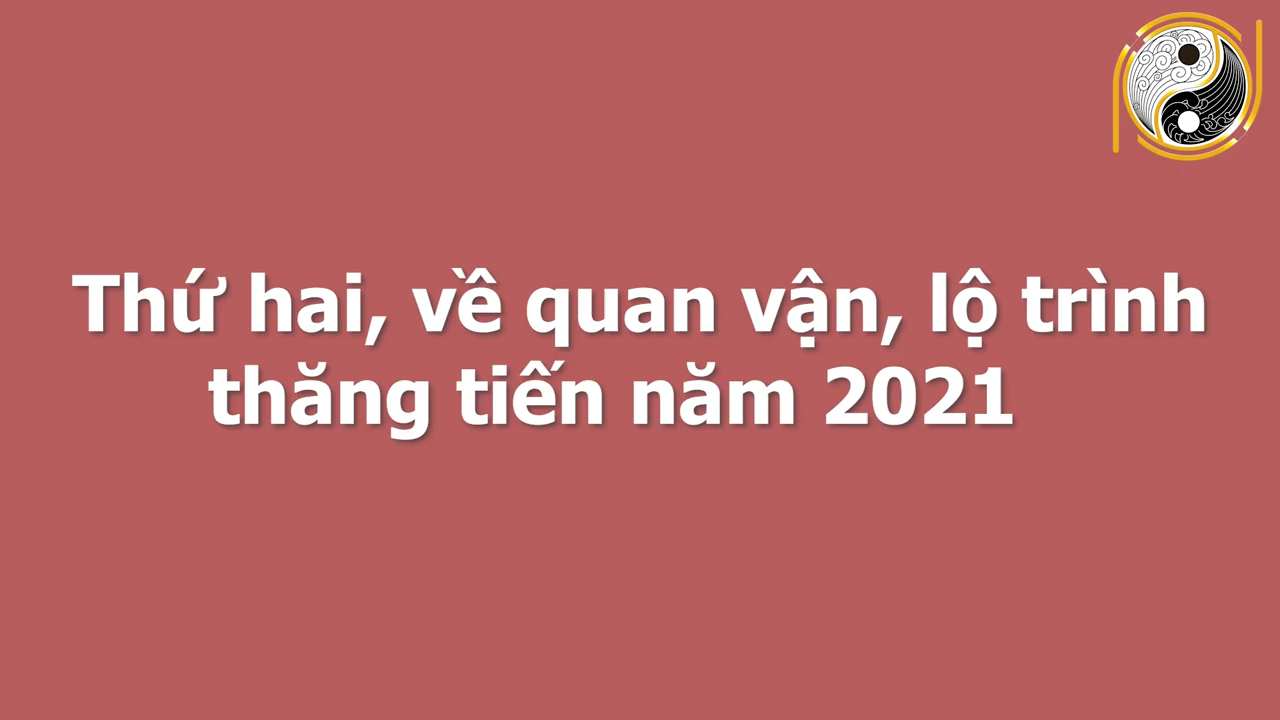 Thứ hai, về quan vận, lộ trình
thăng tiến năm 2021